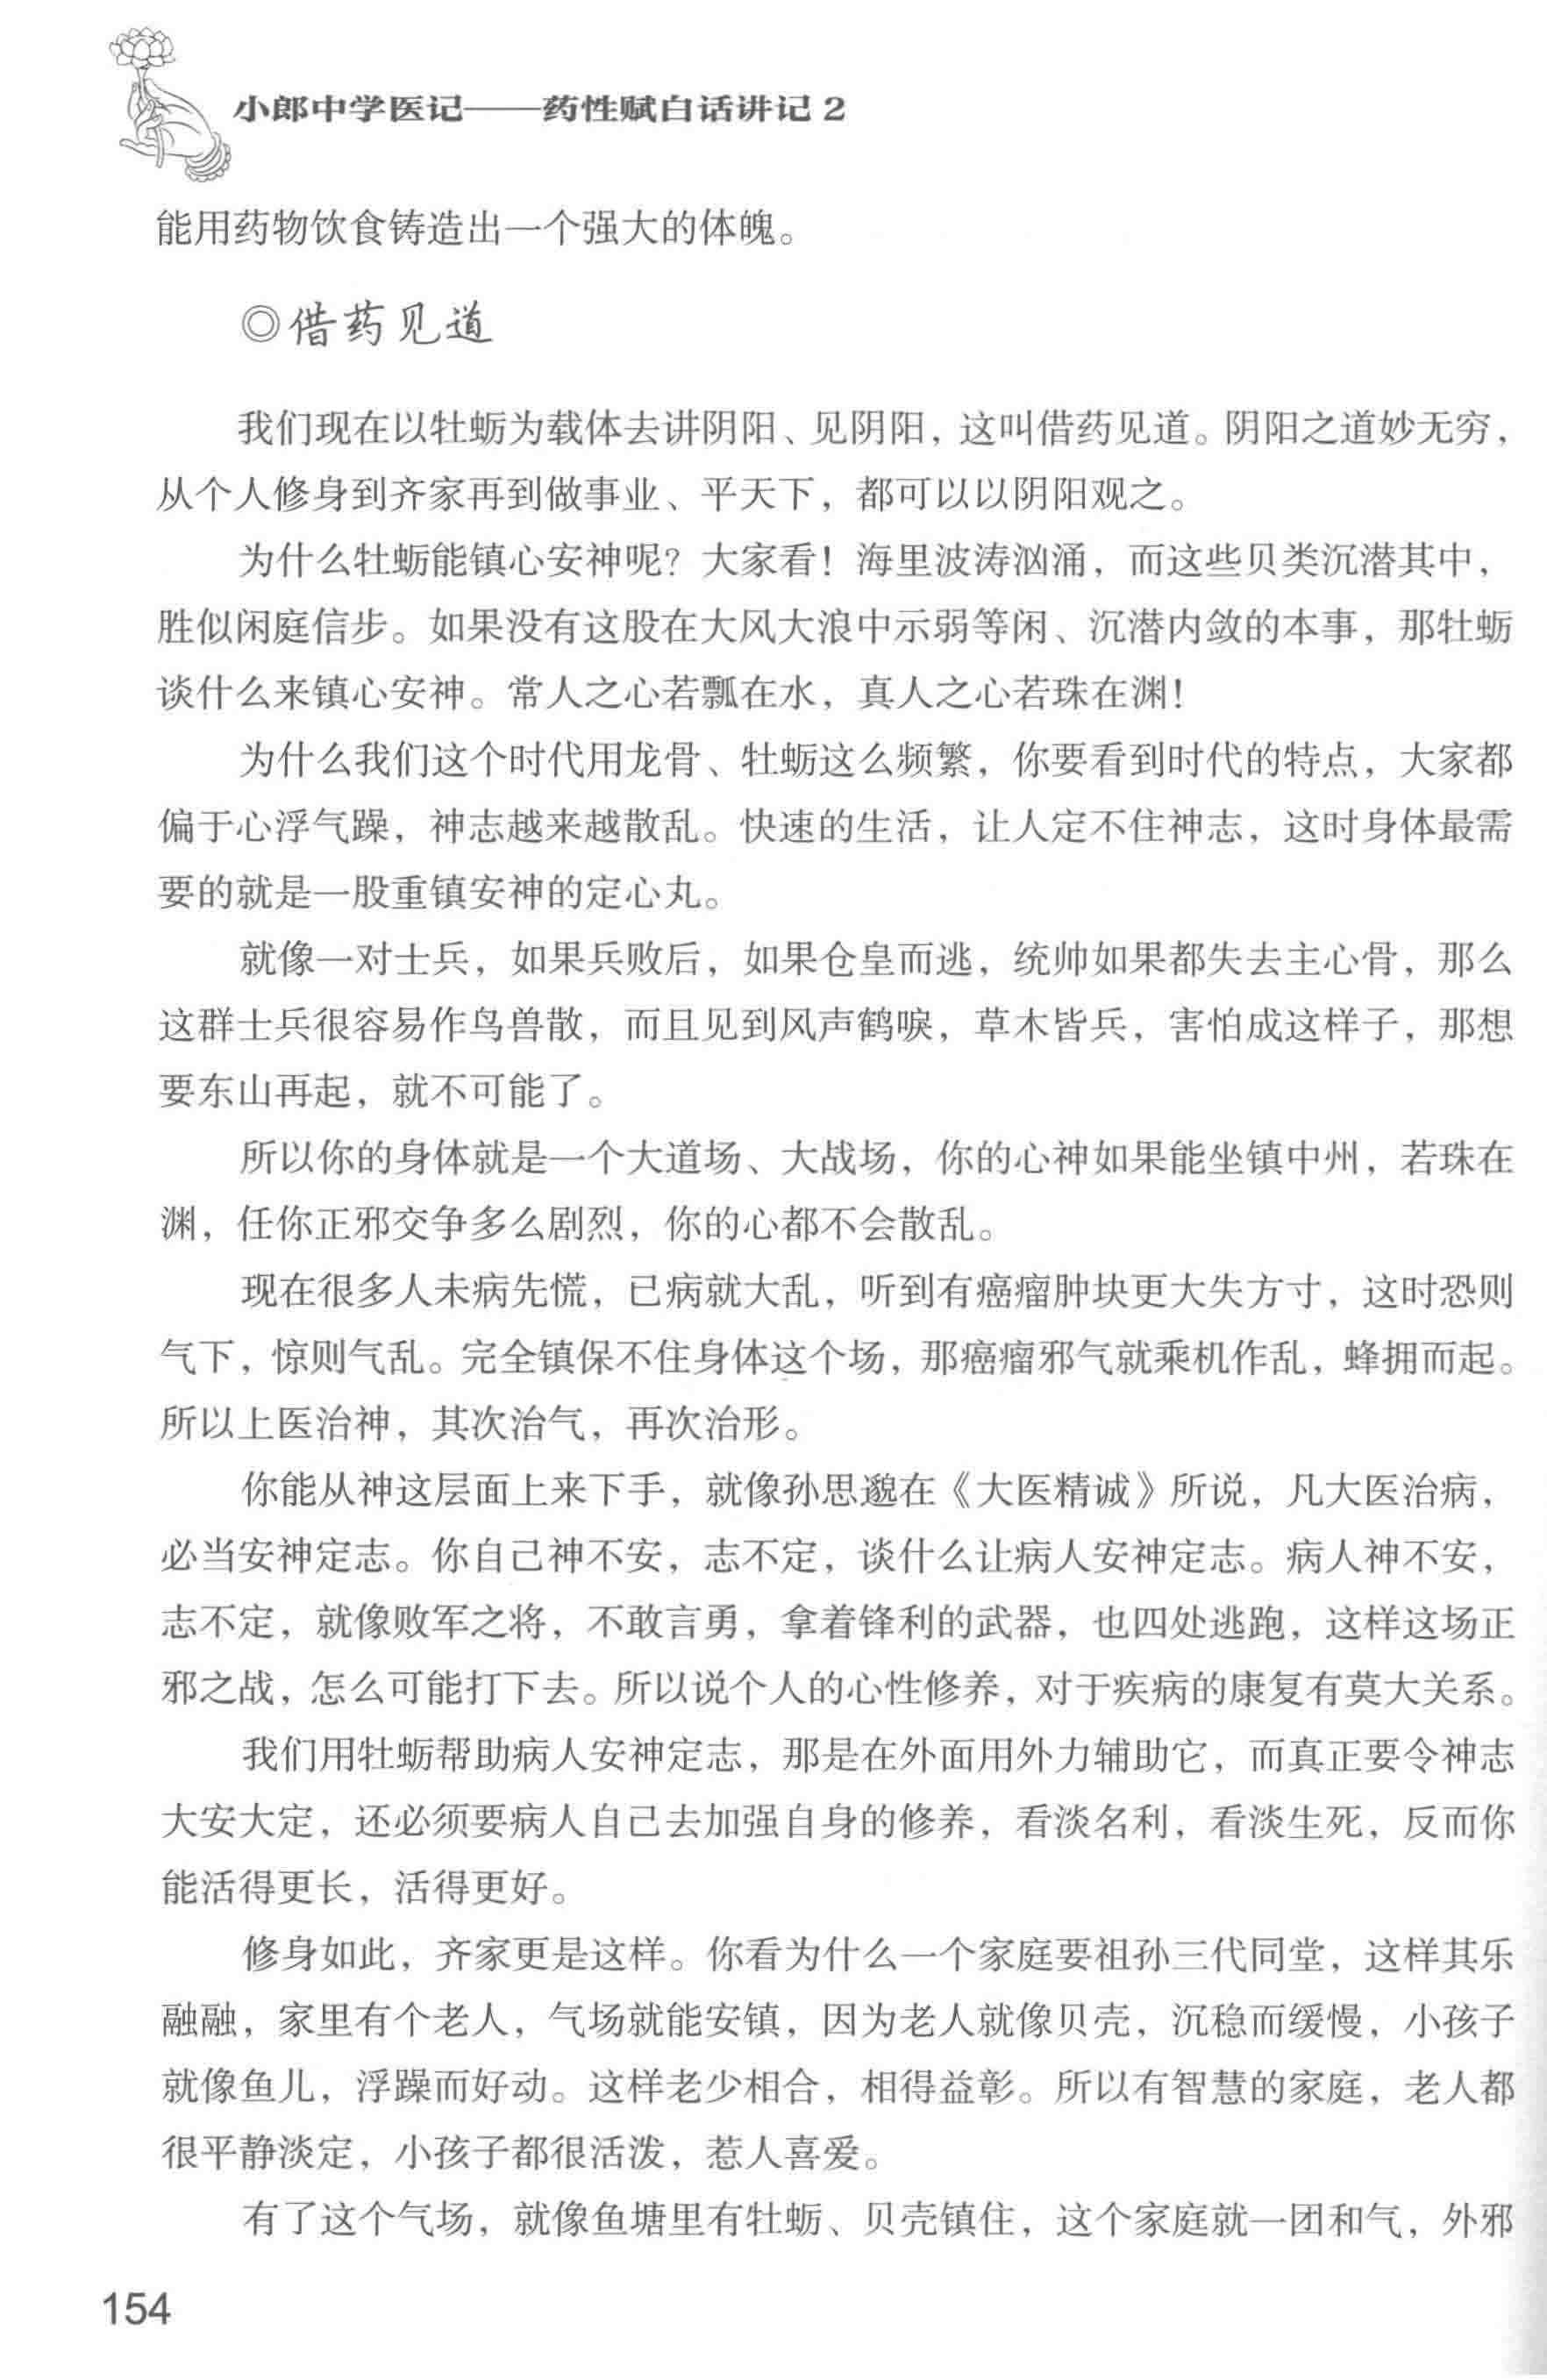 小郎中学医记——药性赋白话讲记2
能用药物饮食铸造出一个强大的体魄。
◎借药见道
我们现在以牡蛎为载体去讲阴阳、见阴阳，这叫借药见道。阴阳之道妙无穷，
从个人修身到齐家再到做事业、平天下，都可以以阴阳观之。
为什么牡蛎能镇心安神呢？大家看！海里波涛汹涌，而这些贝类沉潜其中，
胜似闲庭信步。如果没有这股在大风大浪中示弱等闲、沉潜内敛的本事，那牡蛎
谈什么来镇心安神。常人之心若瓢在水，真人之心若珠在渊！
为什么我们这个时代用龙骨、牡蛎这么频繁，你要看到时代的特点，大家都
偏于心浮气躁，神志越来越散乱。快速的生活，让人定不住神志，这时身体最需
要的就是一股重镇安神的定心丸。
就像一对士兵，如果兵败后，如果仓皇而逃，统帅如果都失去主心骨，那么
这群士兵很容易作鸟兽散，而且见到风声鹤唳，草木皆兵，害怕成这样子，那想
要东山再起，就不可能了。
所以你的身体就是一个大道场、大战场，你的心神如果能坐镇中州，若珠在
渊，任你正邪交争多么剧烈，你的心都不会散乱。
现在很多人未病先慌，已病就大乱，听到有癌瘤肿块更大失方寸，这时恐则
气下，惊则气乱。完全镇保不住身体这个场，那癌瘤邪气就乘机作乱，蜂拥而起。
所以上医治神，其次治气，再次治形。
你能从神这层面上来下手，就像孙思邈在《大医精诚》所说，凡大医治病，
必当安神定志。你自己神不安，志不定，谈什么让病人安神定志。病人神不安，
志不定，就像败军之将，不敢言勇，拿着锋利的武器，也四处逃跑，这样这场正
邪之战，怎么可能打下去。所以说个人的心性修养，对于疾病的康复有莫大关系。
我们用牡蛎帮助病人安神定志，那是在外面用外力辅助它，而真正要令神志
大安大定，还必须要病人自己去加强自身的修养，看淡名利，看淡生死，反而你
能活得更长，活得更好。
修身如此，齐家更是这样。你看为什么一个家庭要祖孙三代同堂，这样其乐
融融，家里有个老人，气场就能安镇，因为老人就像贝壳，沉稳而缓慢，小孩子
就像鱼儿，浮躁而好动。这样老少相合，相得益彰。所以有智慧的家庭，老人都
很平静淡定，小孩子都很活泼，惹人喜爱。
有了这个气场，就像鱼塘里有牡蛎、贝壳镇住，这个家庭就一团和气，外邪
154